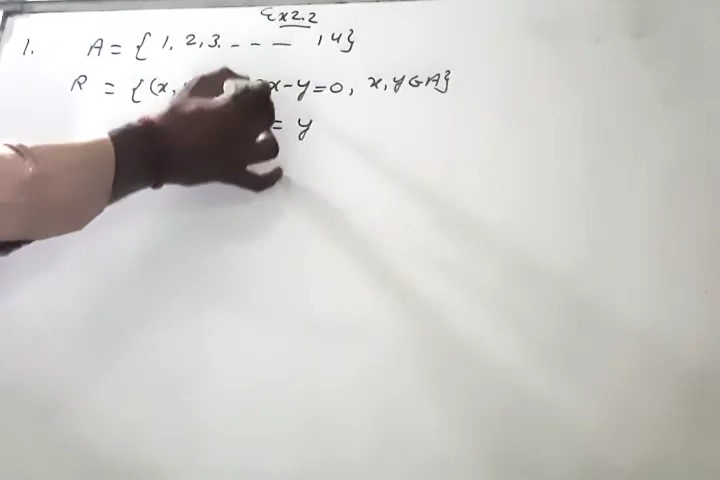 Ex2.2
1. A = { 1, 2, 3. - - - , 14}
R = {(x, x-y=0, x, y ∈ A}
= y